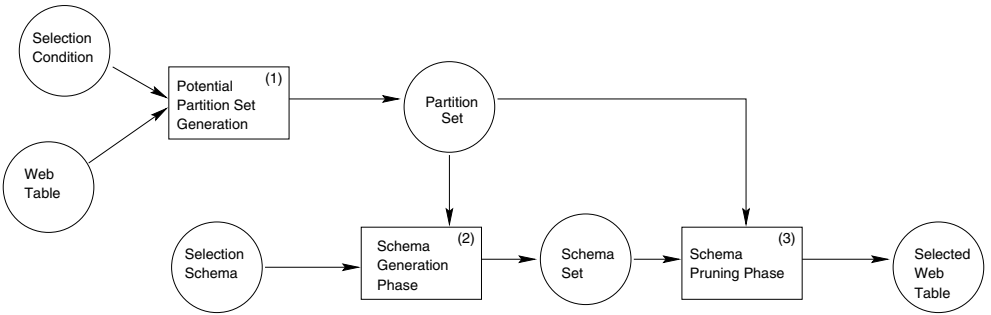 Selection
Condition
(1)
Potential
Partition Set
Generation
Partition
Set
Web
Table
Selection
Schema
(2)
Schema
Generation
Phase
Schema
Set
(3)
Schema
Pruning Phase
Selected
Web
Table